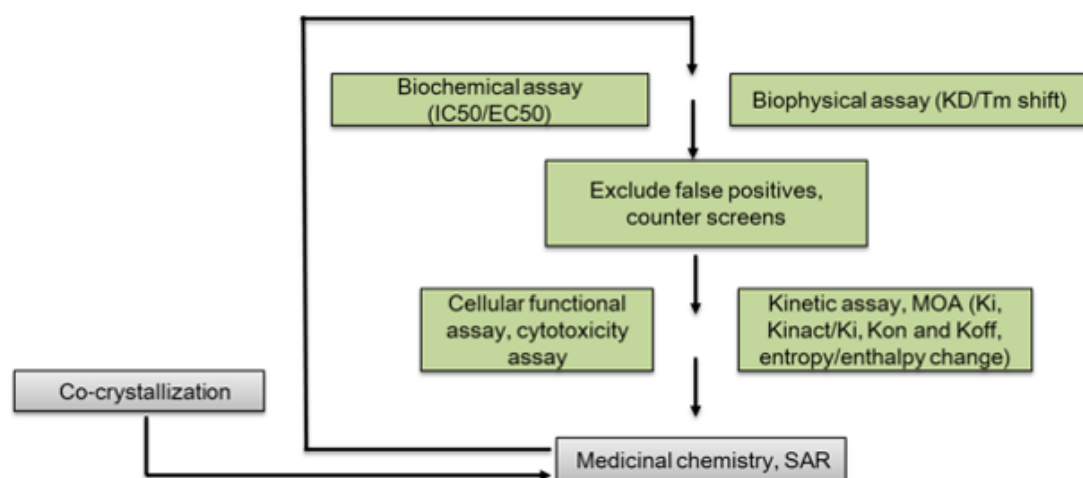 Biochemical assay
(IC50/EC50)
Biophysical assay (KD/Tm shift)
Exclude false positives,
counter screens
Cellular functional
assay, cytotoxicity
assay
Kinetic assay, MOA (Ki,
Kinact/Ki, Kon and Koff,
entropy/enthalpy change)
Co-crystallization
Medicinal chemistry, SAR